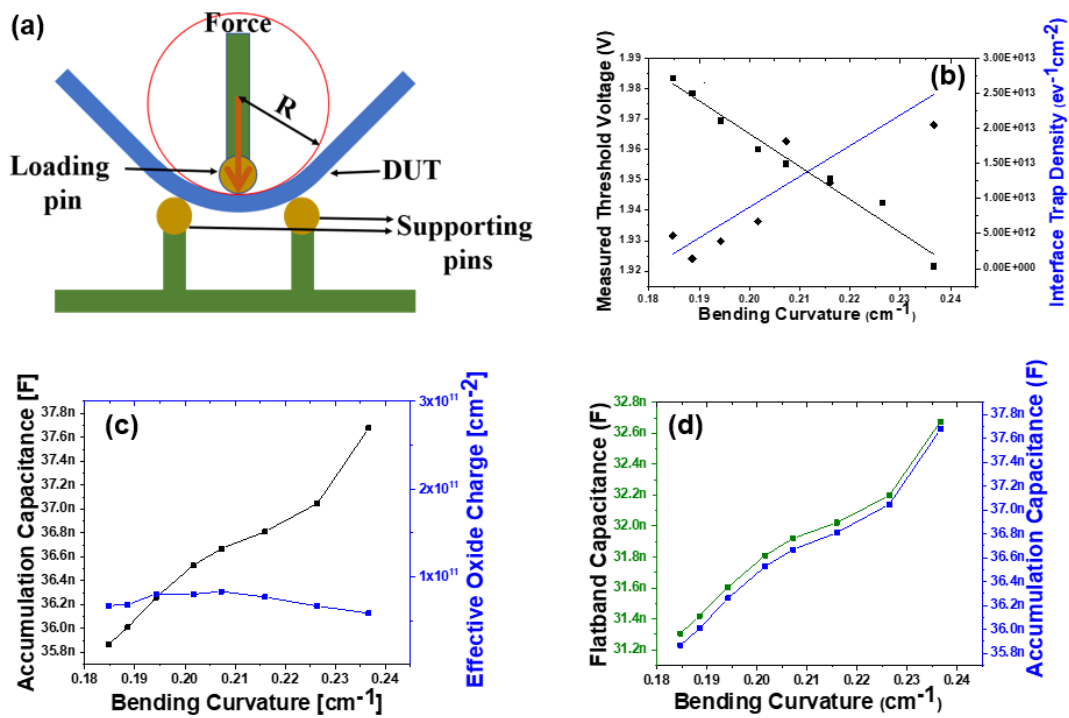 (a)
Force
R
Loading
pin
DUT
Supporting
pins
(b)
Measured Threshold Voltage (V)
1.99
1.98
1.97
1.96
1.95
1.94
1.93
1.92
0.18 0.19 0.20 0.21 0.22 0.23 0.24
Bending Curvature (cm-1)
3.00E+013
2.50E+013
2.00E+013
1.50E+013
1.00E+013
5.00E+012
0.00E+000
Interface Trap Density (ev-1cm-2)
(c)
Accumulation Capacitance [F]
37.8n
37.6n
37.4n
37.2n
37.0n
36.8n
36.6n
36.4n
36.2n
36.0n
35.8n
0.18 0.19 0.20 0.21 0.22 0.23 0.24
Bending Curvature [cm-1]
3x1011
2x1011
1x1011
Effective Oxide Charge [cm-2]
(d)
Flatband Capacitance (F)
32.8n
32.6n
32.4n
32.2n
32.0n
31.8n
31.6n
31.4n
31.2n
0.18 0.19 0.20 0.21 0.22 0.23 0.24
Bending Curvature (cm-1)
37.8n
37.6n
37.4n
37.2n
37.0n
36.8n
36.6n
36.4n
36.2n
36.0n
35.8n
Accumulation Capacitance (F)